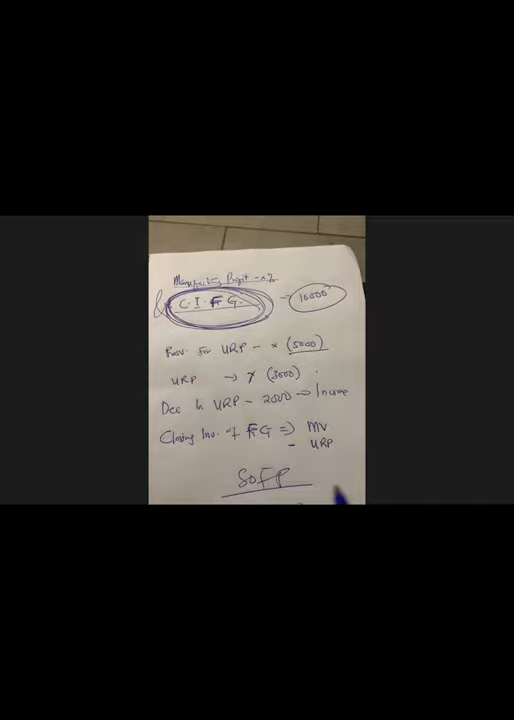 Manufacturing Profit - x%
C. I. F G. - 16000
Prov. For URP - x (5000)
URP → Y (3000)
Dec In URP - 2000 → Income
Closing Inv. of FG => MV
- URP
SOFP